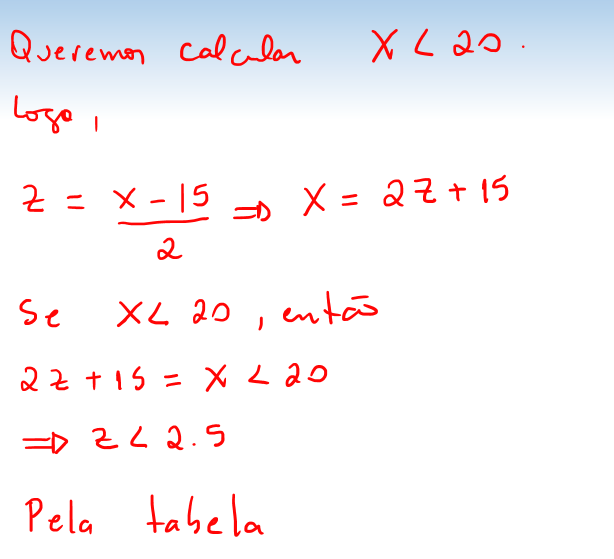 Queremos calcular X < 20.
Logo,
Z = (X - 15)/2 ⇒ X = 2Z + 15
Se X < 20, então
2Z + 15 = X < 20
⇒ Z < 2.5
Pela tabela